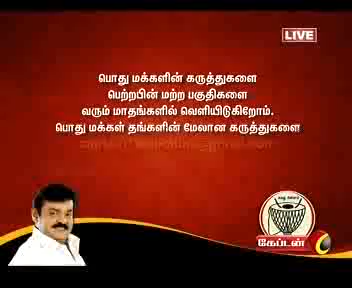 LIVE
பொது மக்களின் கருத்துகளை
பெற்றபின் மற்ற பகுதிகளை
வரும் மாதங்களில் வெளியிடுகிறோம்.
பொது மக்கள் தங்களின் மேலான கருத்துகளை
கேப்டன்